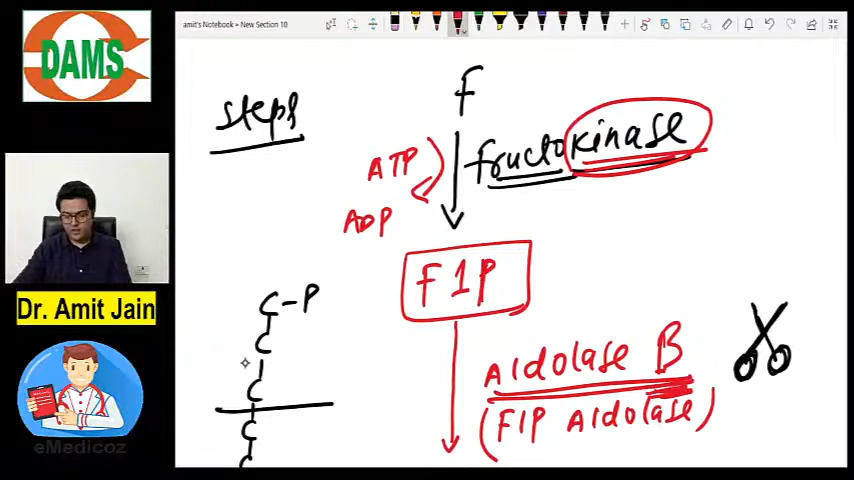 DAMS
amit's Notebook > New Section 10
steps
F
ATP
ADP
fructokinase
F1P
C-P
C
C
C
C
Aldolase B
(F1P Aldolase)
Dr. Amit Jain
eMedicoz